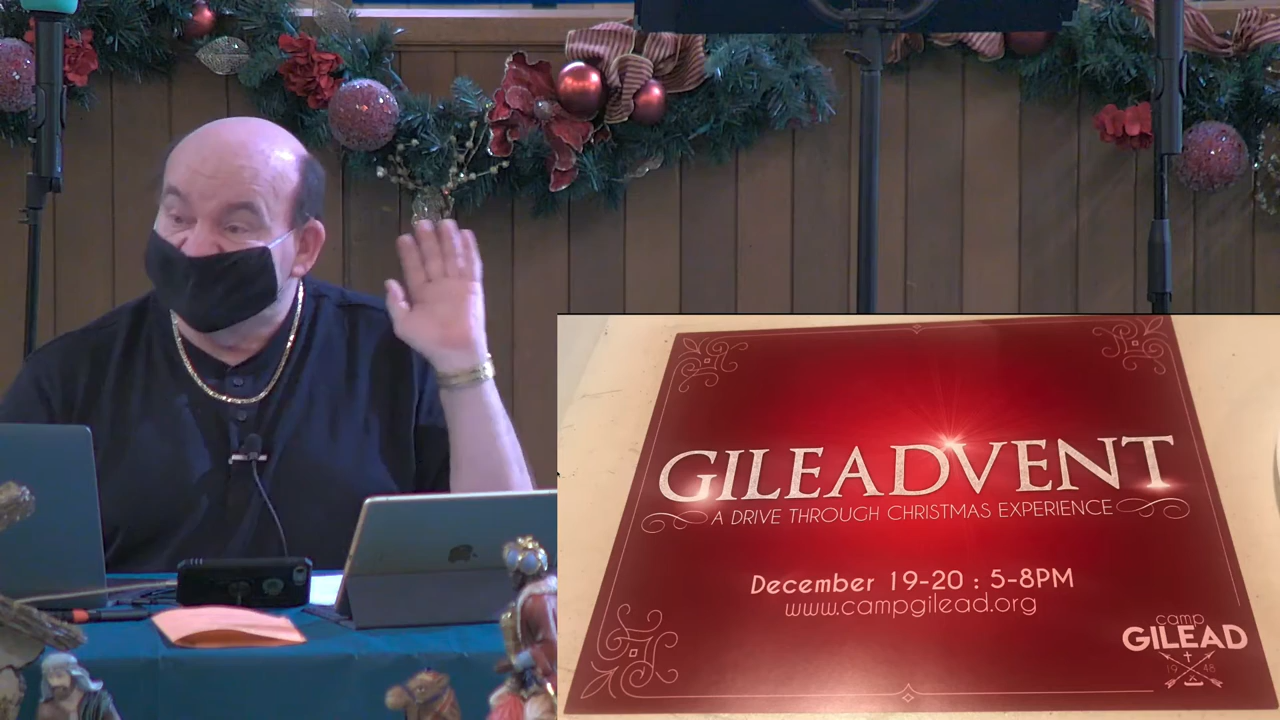 GILEADVENT
A DRIVE THROUGH CHRISTMAS EXPERIENCE
December 19-20 : 5-8PM
www.campgilead.org
camp
GILEAD
19 48